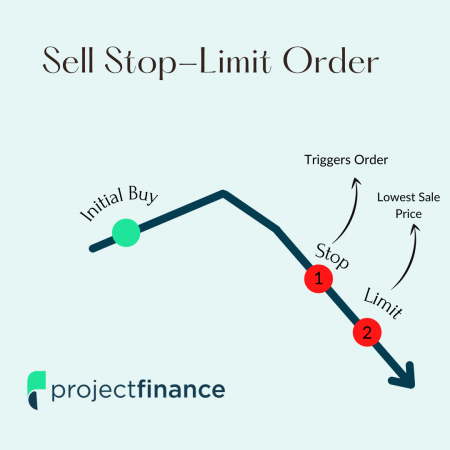 Sell Stop–Limit Order
Triggers Order
Lowest Sale
Price
Initial Buy
Stop
1
Limit
2
projectfinance